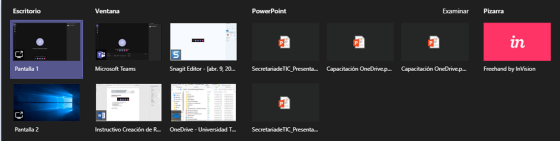 Escritorio
Ventana
PowerPoint
Examinar
Pizarra
in
Pantalla 1
Microsoft Teams
Snagit Editor - [abr. 9, 20...
SecretariadeTIC_Presenta...
Capacitación OneDrive.p...
Capacitación OneDrive.p...
Freehand by InVision
Pantalla 2
Instructivo Creación de R...
OneDrive - Universidad T...
SecretariadeTIC_Presenta...